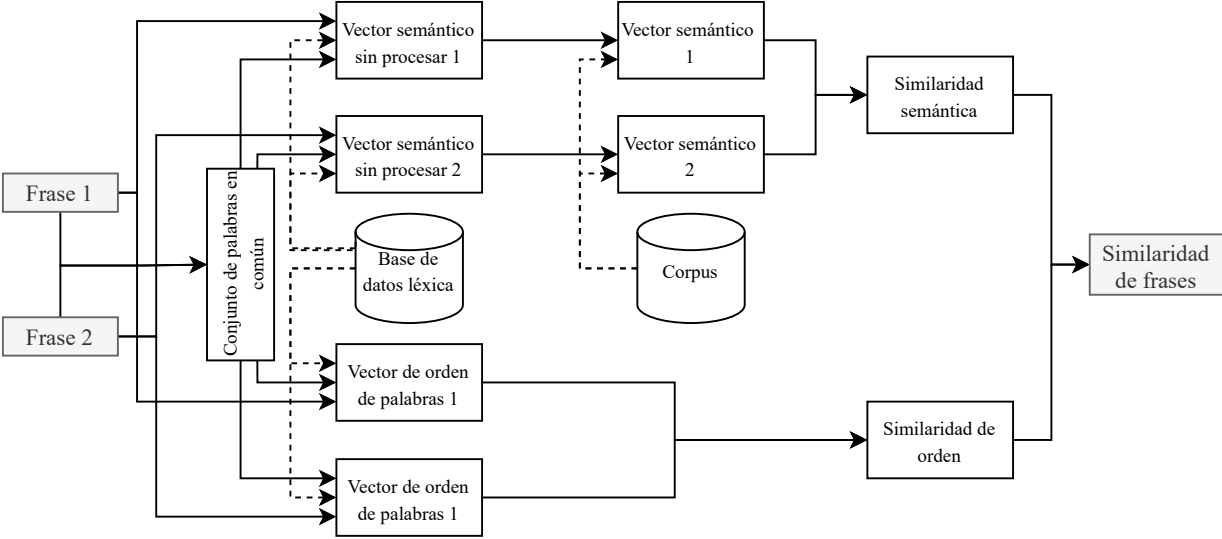 Frase 1
Frase 2
Conjunto de palabras en
común
Vector semántico
sin procesar 1
Vector semántico
sin procesar 2
Base de
datos léxica
Vector de orden
de palabras 1
Vector de orden
de palabras 1
Vector semántico
1
Vector semántico
2
Corpus
Similaridad
semántica
Similaridad de
orden
Similaridad
de frases